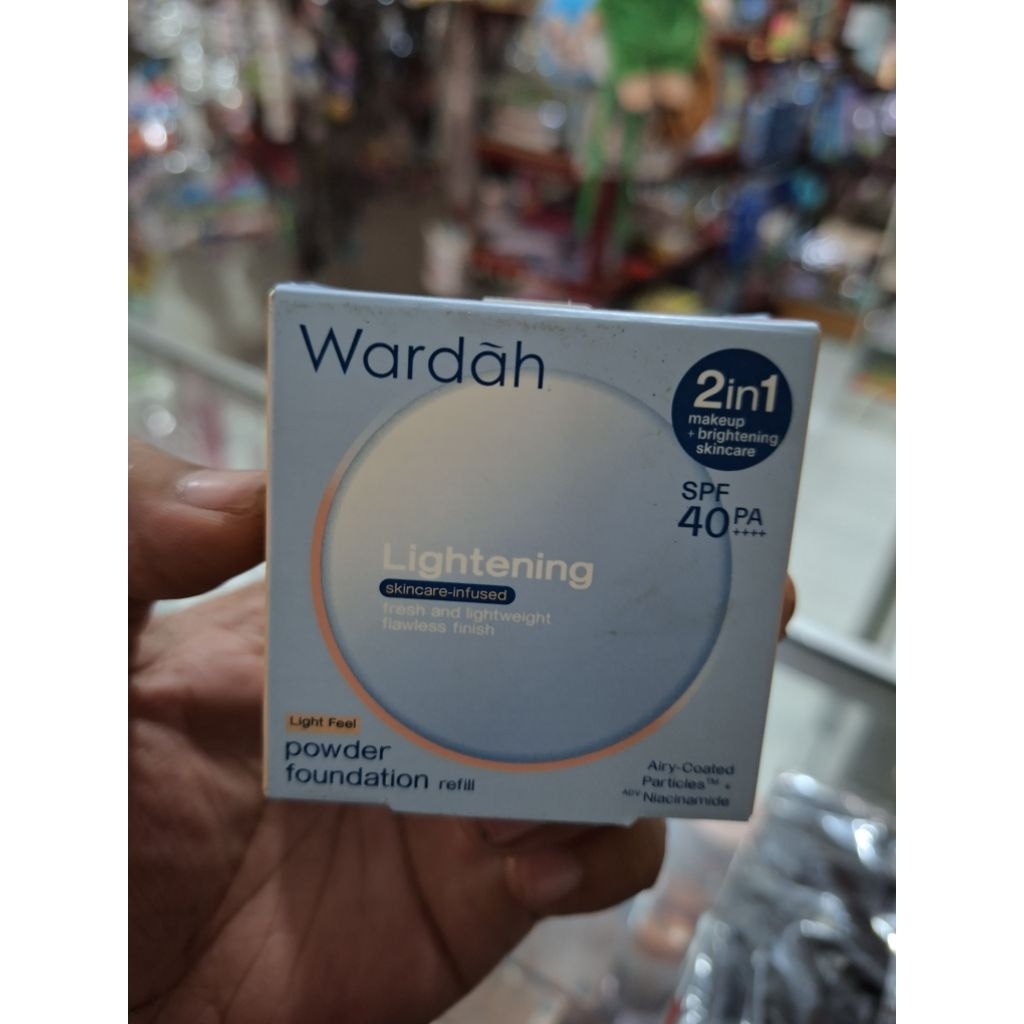 Wardãh
2in1
makeup
+ brightening
skincare
SPF
40 PA
++++
Lightening
skincare-infused
fresh and lightweight
flawless finish
Light Feel
powder
foundation refill
Airy-Coated
Particles™ +
ADV Niacinamide